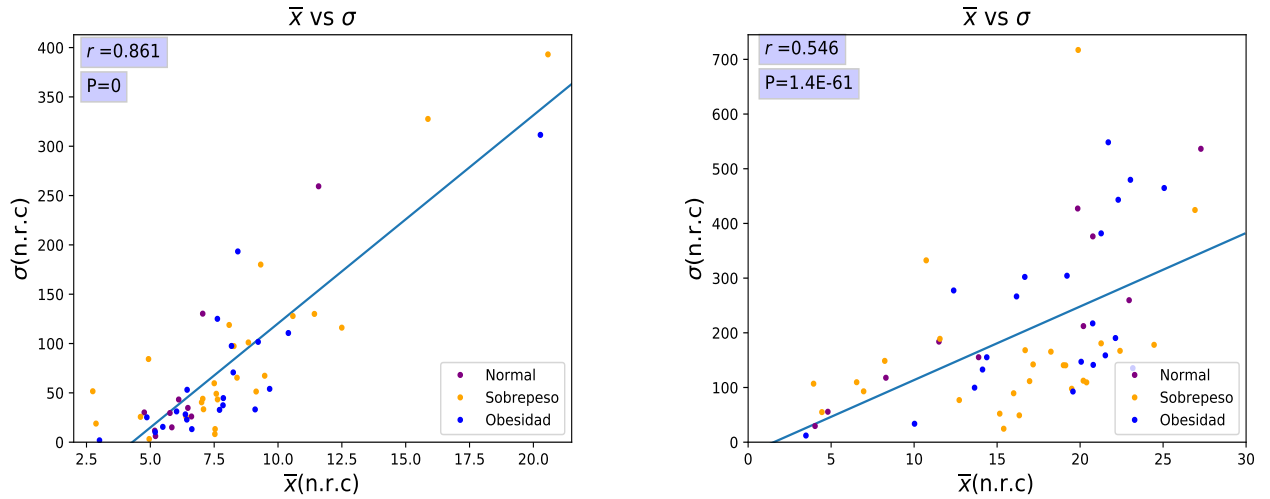 x̅ vs σ
r =0.861
P=0
400
350
300
250
200
150
100
50
0
σ(n.r.c)
2.5 5.0 7.5 10.0 12.5 15.0 17.5 20.0
x̅(n.r.c)
Normal
Sobrepeso
Obesidad
x̅ vs σ
r =0.546
P=1.4E-61
700
600
500
400
300
200
100
0
σ(n.r.c)
0 5 10 15 20 25 30
x̅(n.r.c)
Normal
Sobrepeso
Obesidad